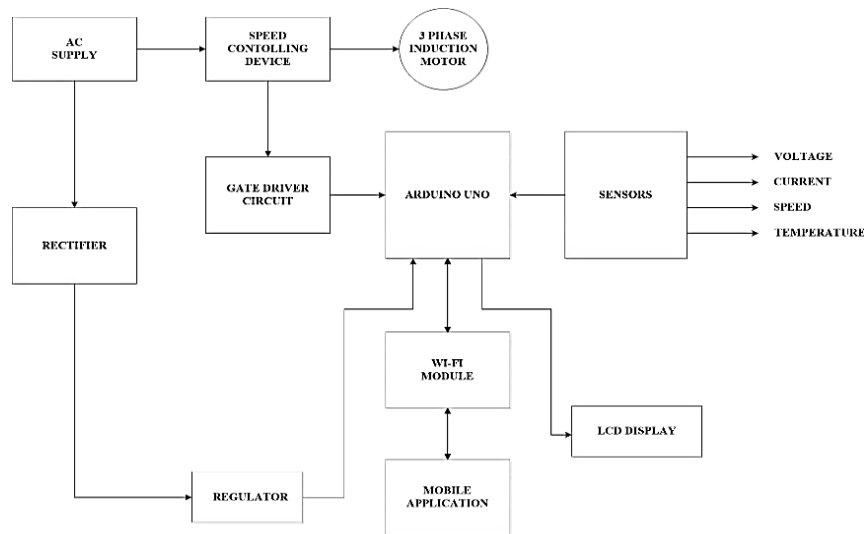 AC
SUPPLY
SPEED
CONTOLLING
DEVICE
3 PHASE
INDUCTION
MOTOR
GATE DRIVER
CIRCUIT
ARDUINO UNO
SENSORS
VOLTAGE
CURRENT
SPEED
TEMPERATURE
RECTIFIER
WI-FI
MODULE
LCD DISPLAY
REGULATOR
MOBILE
APPLICATION